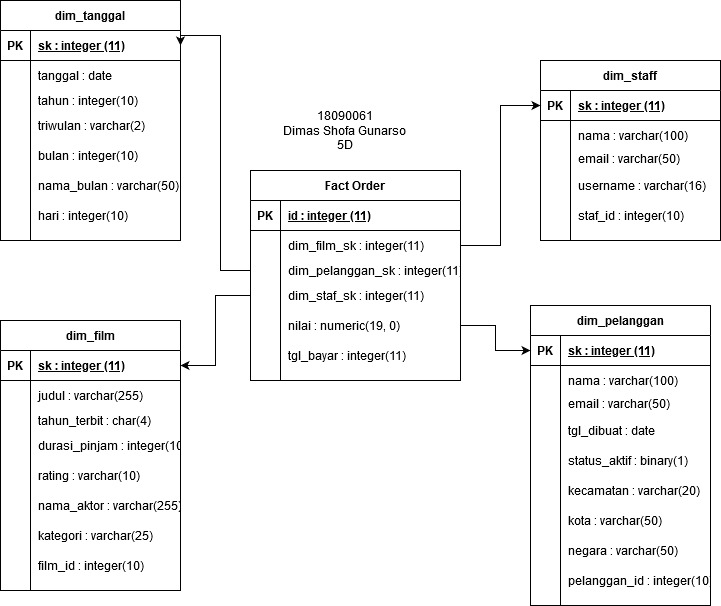 dim_tanggal
PK
sk : integer (11)
tanggal : date
tahun : integer(10)
triwulan : varchar(2)
bulan : integer(10)
nama_bulan : varchar(50)
hari : integer(10)
18090061
Dimas Shofa Gunarso
5D
dim_staff
PK
sk : integer (11)
nama : varchar(100)
email : varchar(50)
username : varchar(16)
staf_id : integer(10)
Fact Order
PK
id : integer (11)
dim_film_sk : integer(11)
dim_pelanggan_sk : integer(11
dim_staf_sk : integer(11)
nilai : numeric(19, 0)
tgl_bayar : integer(11)
dim_film
PK
sk : integer (11)
judul : varchar(255)
tahun_terbit : char(4)
durasi_pinjam : integer(10
rating : varchar(10)
nama_aktor : varchar(255)
kategori : varchar(25)
film_id : integer(10)
dim_pelanggan
PK
sk : integer (11)
nama : varchar(100)
email : varchar(50)
tgl_dibuat : date
status_aktif : binary(1)
kecamatan : varchar(20)
kota : varchar(50)
negara : varchar(50)
pelanggan_id : integer(10